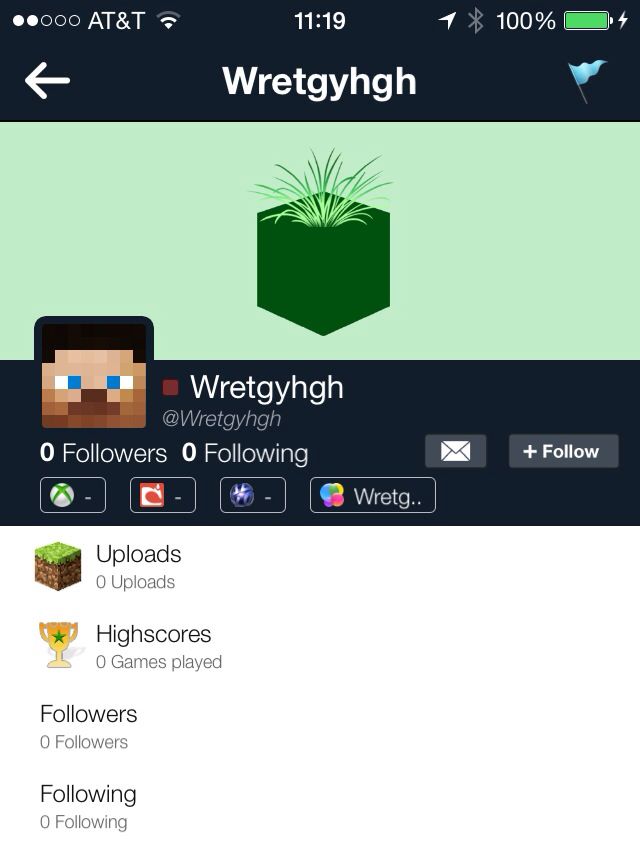 AT&T 11:19 100%
Wretgyhgh
Wretgyhgh
@Wretgyhgh
0 Followers 0 Following
+ Follow
- - - Wretg..
Uploads
0 Uploads
Highscores
0 Games played
Followers
0 Followers
Following
0 Following